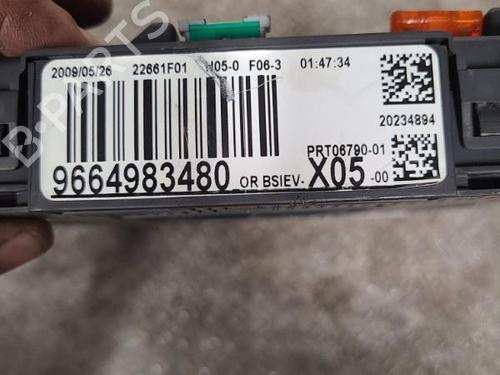 2009/05/26 22661F01 H05-0 F06-3 01:47:34
20234894
PRT06790-01
9664983480 OR BSIEV- X05 -00
B-PARTS